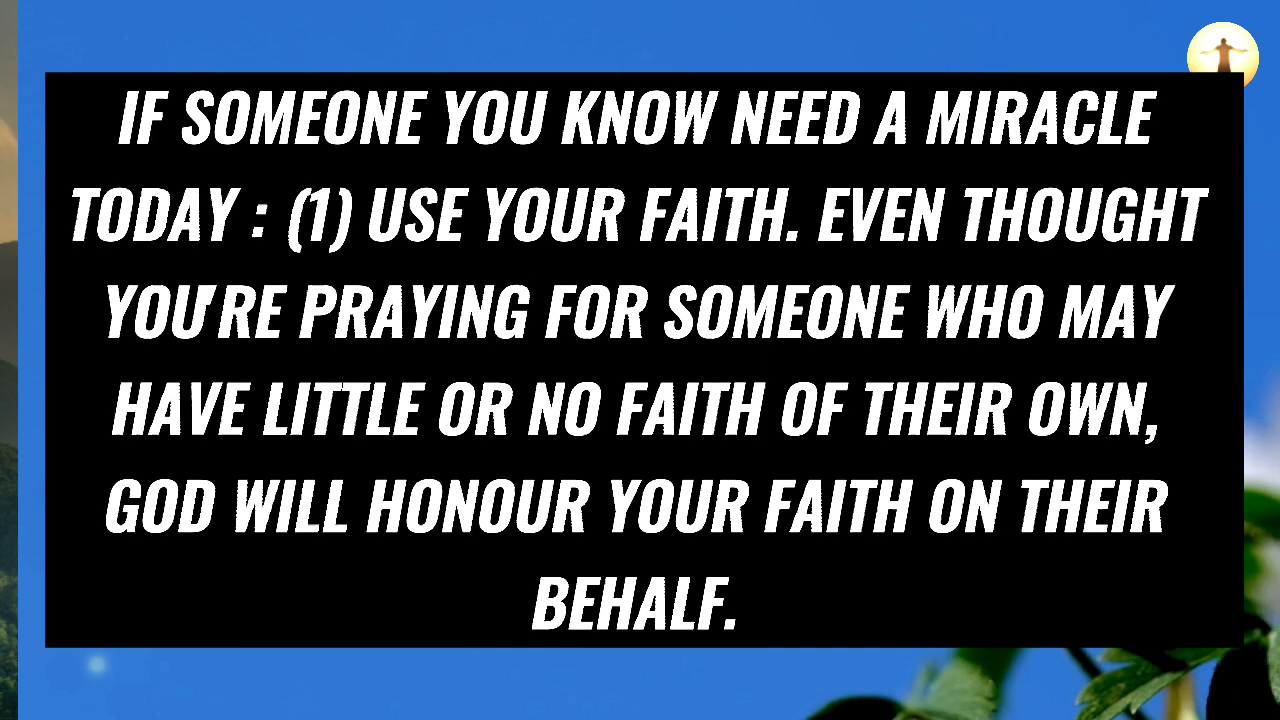 IF SOMEONE YOU KNOW NEED A MIRACLE
TODAY : (1) USE YOUR FAITH. EVEN THOUGHT
YOU'RE PRAYING FOR SOMEONE WHO MAY
HAVE LITTLE OR NO FAITH OF THEIR OWN,
GOD WILL HONOUR YOUR FAITH ON THEIR
BEHALF.